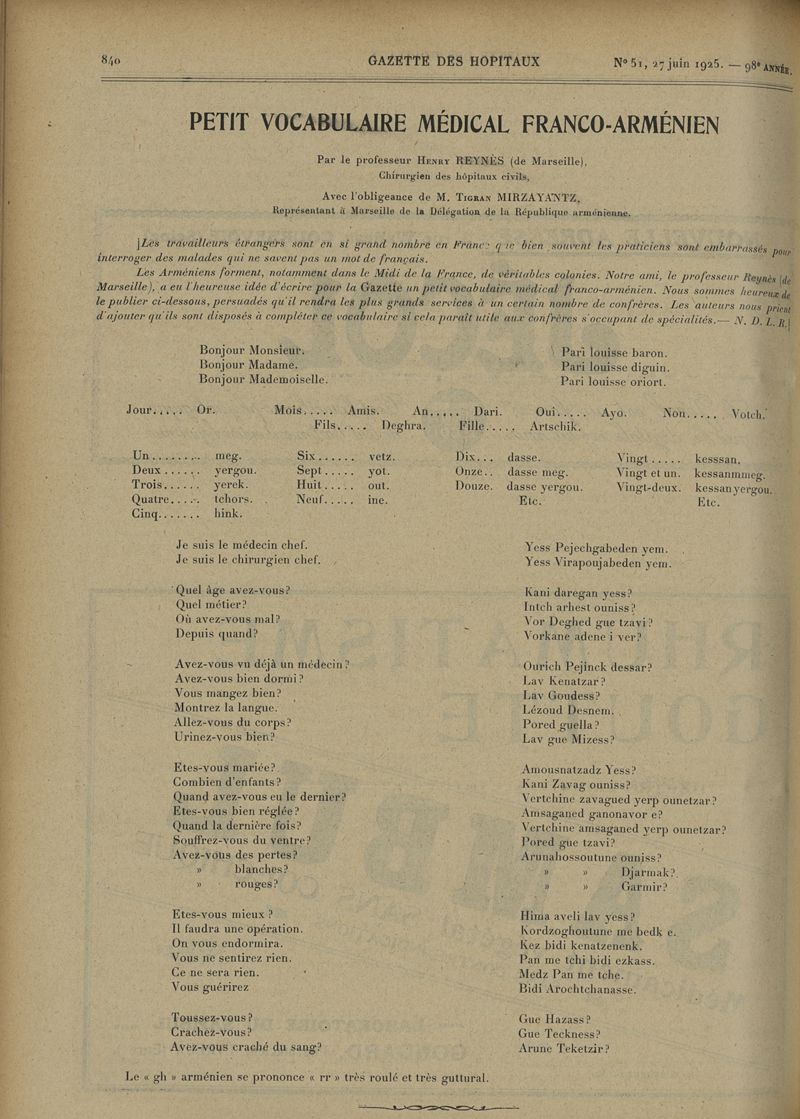 840 GAZETTE DES HOPITAUX N° 51, 27 juin 1925. — 98e ANNÉE.
PETIT VOCABULAIRE MÉDICAL FRANCO-ARMÉNIEN
Par le professeur HENRY REYNÈS (de Marseille),
Chirurgien des hôpitaux civils,
Avec l'obligeance de M. TIGRAN MIRZAYANTZ,
Représentant à Marseille de la Délégation de la République arménienne.
[Les travailleurs étrangers sont en si grand nombre en France que bien souvent les praticiens sont embarrassés pour
interroger des malades qui ne savent pas un mot de français.
Les Arméniens forment, notamment dans le Midi de la France, de véritables colonies. Notre ami, le professeur Reynès (de
Marseille), a eu l'heureuse idée d'écrire pour la Gazette un petit vocabulaire médical franco-arménien. Nous sommes heureux de
le publier ci-dessous, persuadés qu'il rendra les plus grands services à un certain nombre de confrères. Les auteurs nous prient
d'ajouter qu'ils sont disposés à compléter ce vocabulaire si cela paraît utile aux confrères s'occupant de spécialités. — N. D. L. R.]
Bonjour Monsieur. Pari louisse baron.
Bonjour Madame. Pari louisse diguin.
Bonjour Mademoiselle. Pari louisse oriort.
Jour..... Or. Mois..... Amis. An..... Dari. Oui..... Ayo. Non..... Votch.
Fils..... Deghra. Fille..... Artschik.
Un........ meg. Six...... vetz. Dix... dasse. Vingt..... kesssan.
Deux...... yergou. Sept..... yot. Onze.. dasse meg. Vingt et un. kessanmmeg.
Trois...... yerek. Huit..... out. Douze. dasse yergou. Vingt-deux. kessanyergou.
Quatre..... tchors. Neuf..... ine. Etc. Etc.
Cinq....... hink.
Je suis le médecin chef. Yess Pejechgabeden yem.
Je suis le chirurgien chef. Yess Virapoujabeden yem.
Quel âge avez-vous? Kani daregan yess?
Quel métier? Intch arhest ouniss?
Où avez-vous mal? Vor Deghed gue tzavi?
Depuis quand? Vorkane adene i ver?
Avez-vous vu déjà un médecin? Ourich Pejinck dessar?
Avez-vous bien dormi? Lav Kenatzar?
Vous mangez bien? Lav Goudess?
Montrez la langue. Lézoud Desnem.
Allez-vous du corps? Pored guella?
Urinez-vous bien? Lav gue Mizess?
Etes-vous mariée? Amousnatzadz Yess?
Combien d'enfants? Kani Zavag ouniss?
Quand avez-vous eu le dernier? Vertchine zavagued yerp ounetzar?
Etes-vous bien réglée? Amsaganed ganonavor e?
Quand la dernière fois? Vertchine amsaganed yerp ounetzar?
Souffrez-vous du ventre? Pored gue tzavi?
Avez-vous des pertes? Arunahossoutune ouniss?
» blanches? » » Djarmak?
» rouges? » » Garmir?
Etes-vous mieux? Hima aveli lav yess?
Il faudra une opération. Kordzoghoutune me bedk e.
On vous endormira. Kez bidi kenatzenenk.
Vous ne sentirez rien. Pan me tchi bidi ezkass.
Ce ne sera rien. Medz Pan me tche.
Vous guérirez Bidi Arochtchanasse.
Toussez-vous? Gue Hazass?
Crachez-vous? Gue Teckness?
Avez-vous craché du sang? Arune Teketzir?
Le « gh » arménien se prononce « rr » très roulé et très guttural.